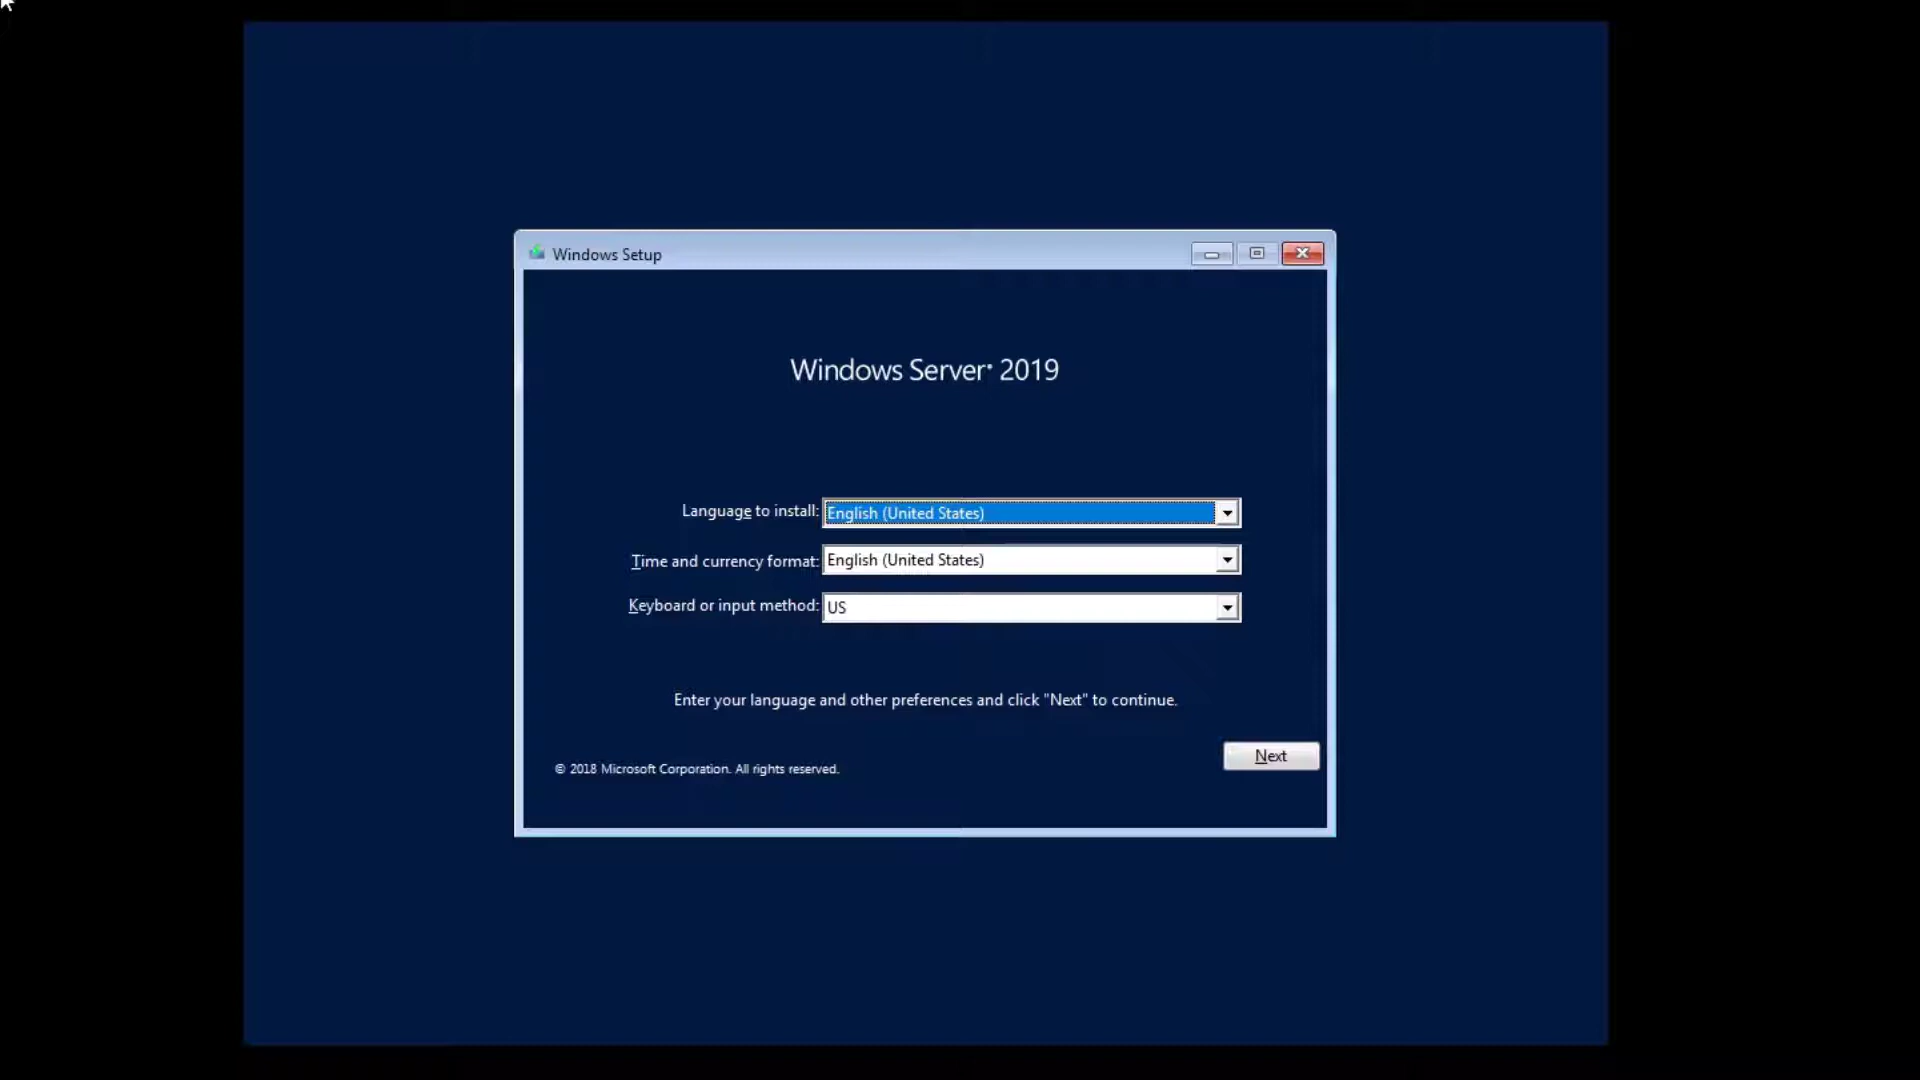 Windows Setup
Windows Server® 2019
Language to install: English (United States)
Time and currency format: English (United States)
Keyboard or input method: US
Enter your language and other preferences and click "Next" to continue.
Next
© 2018 Microsoft Corporation. All rights reserved.